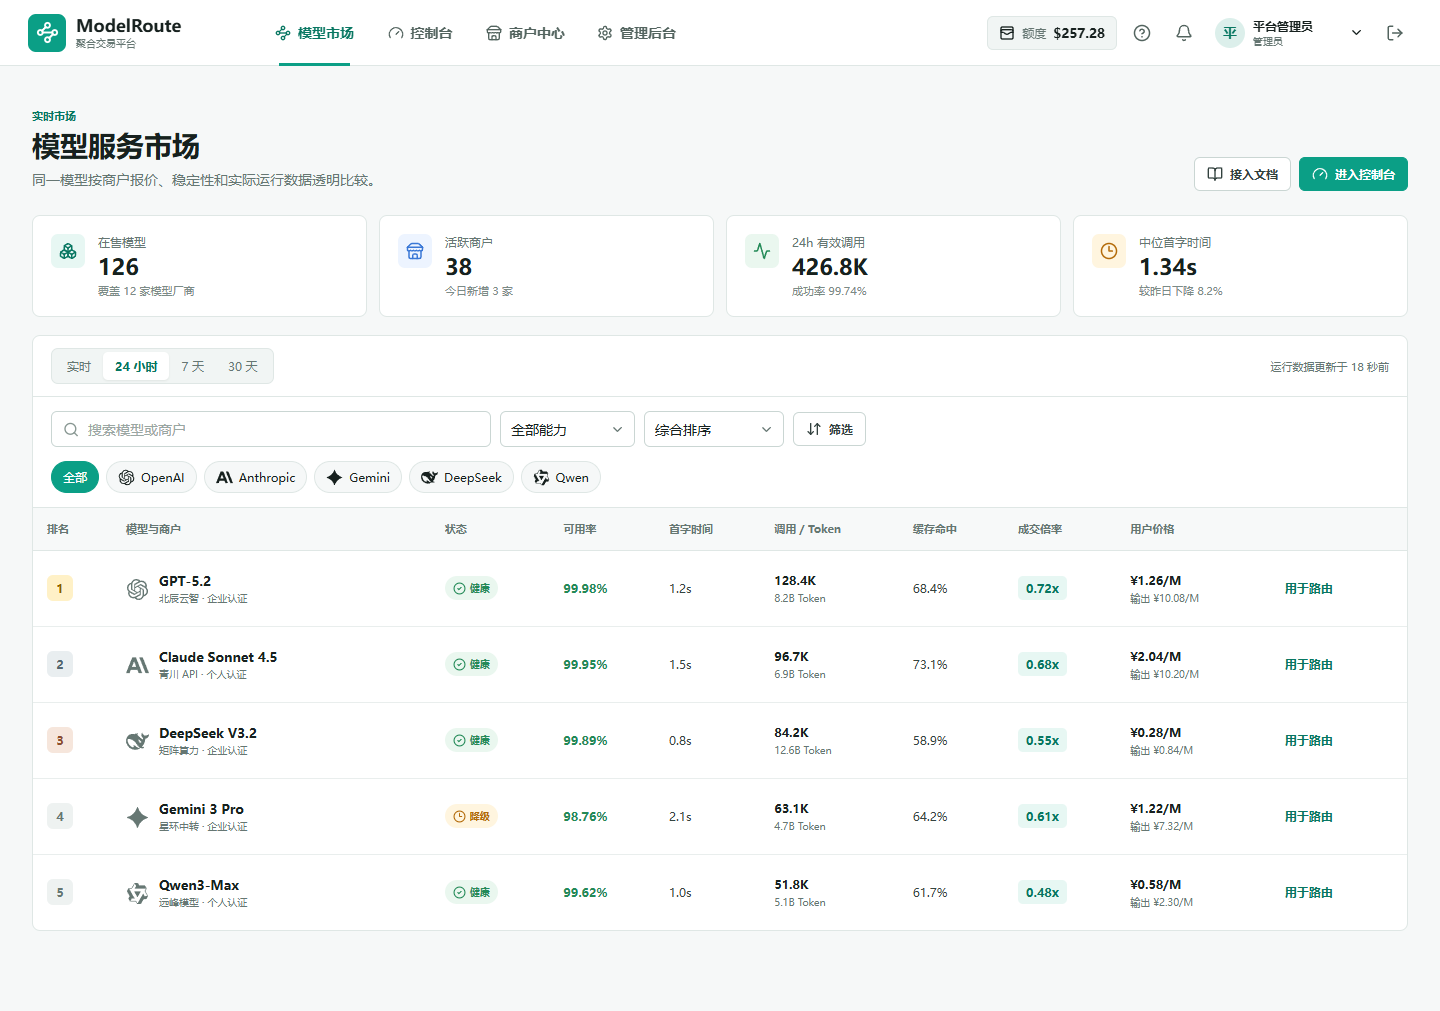 ModelRoute
聚合交易平台
模型市场
控制台
商户中心
管理后台
额度 $257.28
平
平台管理员
管理员
实时市场
模型服务市场
同一模型按商户报价、稳定性和实际运行数据透明比较。
接入文档
进入控制台
在售模型
126
覆盖 12 家模型厂商
活跃商户
38
今日新增 3 家
24h 有效调用
426.8K
成功率 99.74%
中位首字时间
1.34s
较昨日下降 8.2%
实时
24 小时
7 天
30 天
运行数据更新于 18 秒前
搜索模型或商户
全部能力
综合排序
筛选
全部
OpenAI
Anthropic
Gemini
DeepSeek
Qwen
排名 模型与商户 状态 可用率 首字时间 调用 / Token 缓存命中 成交倍率 用户价格
1 GPT-5.2 健康 99.98% 1.2s 128.4K 68.4% 0.72x ¥1.26/M 用于路由
北辰云智 · 企业认证 8.2B Token 输出 ¥10.08/M
2 Claude Sonnet 4.5 健康 99.95% 1.5s 96.7K 73.1% 0.68x ¥2.04/M 用于路由
青川 API · 个人认证 6.9B Token 输出 ¥10.20/M
3 DeepSeek V3.2 健康 99.89% 0.8s 84.2K 58.9% 0.55x ¥0.28/M 用于路由
矩阵算力 · 企业认证 12.6B Token 输出 ¥0.84/M
4 Gemini 3 Pro 降级 98.76% 2.1s 63.1K 64.2% 0.61x ¥1.22/M 用于路由
星环中转 · 企业认证 4.7B Token 输出 ¥7.32/M
5 Qwen3-Max 健康 99.62% 1.0s 51.8K 61.7% 0.48x ¥0.58/M 用于路由
远峰模型 · 个人认证 5.1B Token 输出 ¥2.30/M